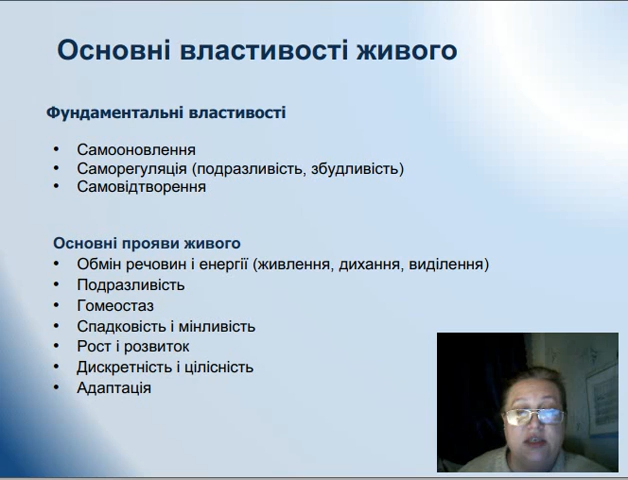 Основні властивості живого
Фундаментальні властивості
• Самооновлення
• Саморегуляція (подразливість, збудливість)
• Самовідтворення
Основні прояви живого
• Обмін речовин і енергії (живлення, дихання, виділення)
• Подразливість
• Гомеостаз
• Спадковість і мінливість
• Рост і розвиток
• Дискретність і цілісність
• Адаптація